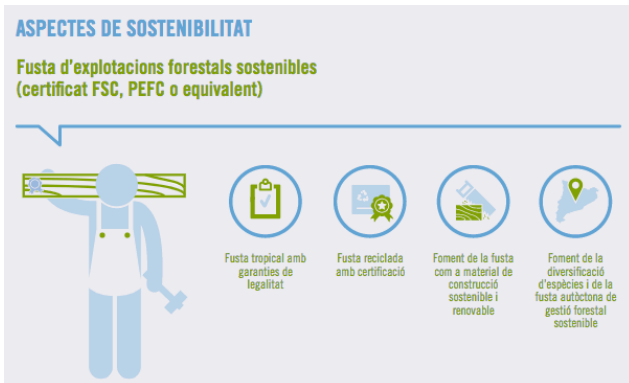 ASPECTES DE SOSTENIBILITAT
Fusta d'explotacions forestals sostenibles
(certificat FSC, PEFC o equivalent)
Fusta tropical amb
garanties de
legalitat
Fusta reciclada
amb certificació
Foment de la fusta
com a material de
construcció
sostenible i
renovable
Foment de la
diversificació
d'espècies i de la
fusta autòctona de
gestió forestal
sostenible